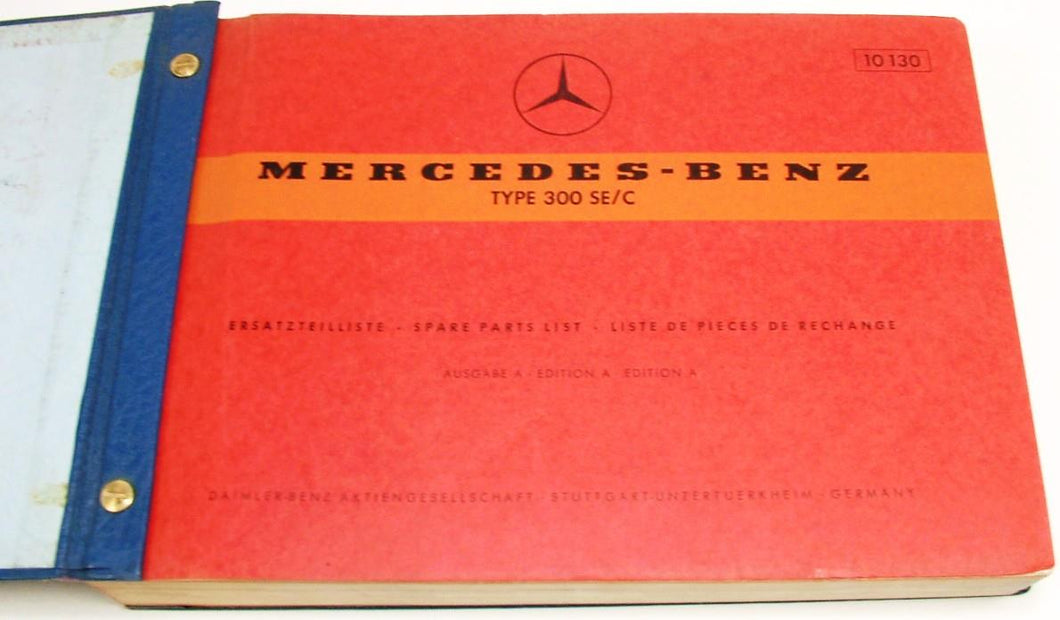 10 130
MERCEDES-BENZ
TYPE 300 SE/C
ERSATZTEILLISTE - SPARE PARTS LIST - LISTE DE PIECES DE RECHANGE
AUSGABE A - EDITION A - EDITION A
DAIMLER-BENZ AKTIENGESELLSCHAFT - STUTTGART-UNZERTUERKHEIM - GERMANY